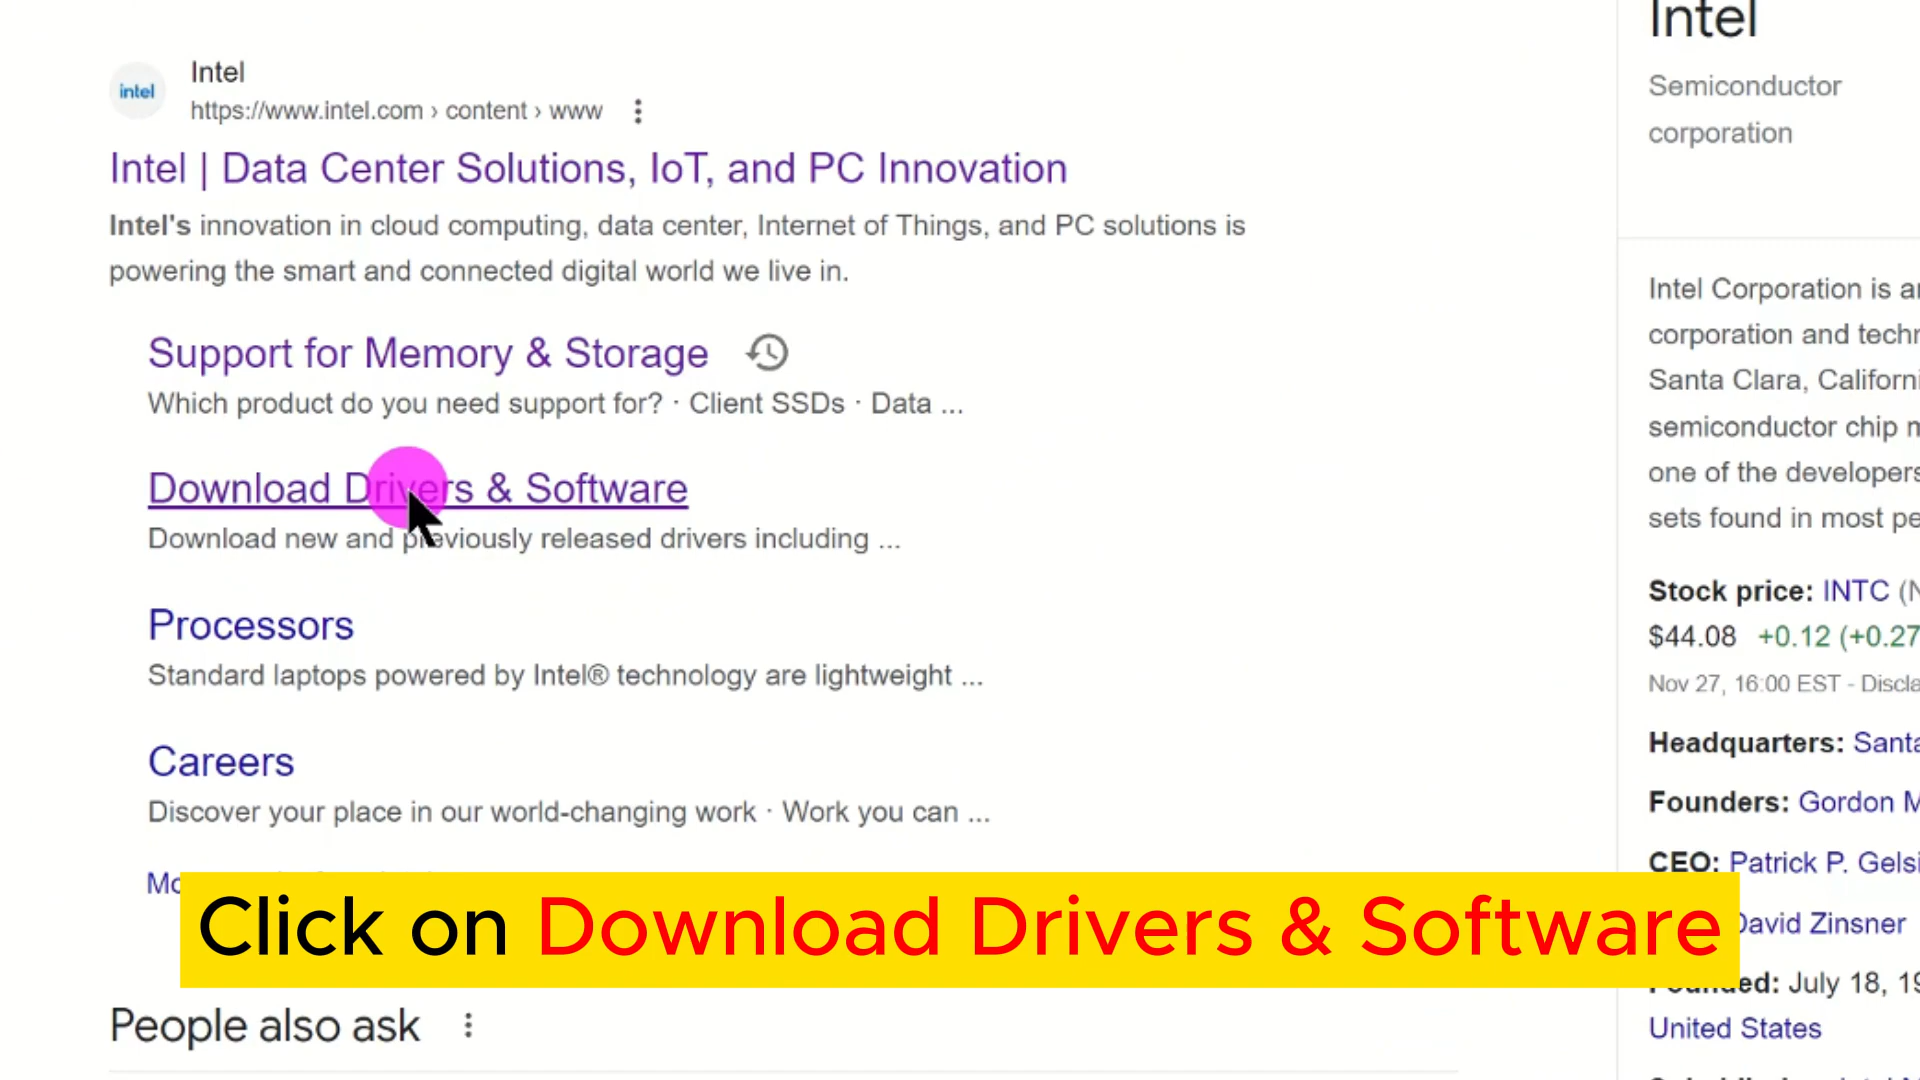 Intel
intel
https://www.intel.com › content › www
Intel | Data Center Solutions, IoT, and PC Innovation
Intel's innovation in cloud computing, data center, Internet of Things, and PC solutions is
powering the smart and connected digital world we live in.
Support for Memory & Storage
Which product do you need support for? · Client SSDs · Data ...
Download Drivers & Software
Download new and previously released drivers including ...
Processors
Standard laptops powered by Intel® technology are lightweight ...
Careers
Discover your place in our world-changing work · Work you can ...
Click on Download Drivers & Software
People also ask
Intel
Semiconductor
corporation
Intel Corporation is
corporation and
Santa Clara,
semiconductor chip
one of the developers
sets found in most
Stock price: INTC
$44.08 +0.12 (+0.27
Nov 27, 16:00 EST -
Headquarters:
Founders: Gordon
CEO: Patrick P.
David Zinsner
July 18,
United States